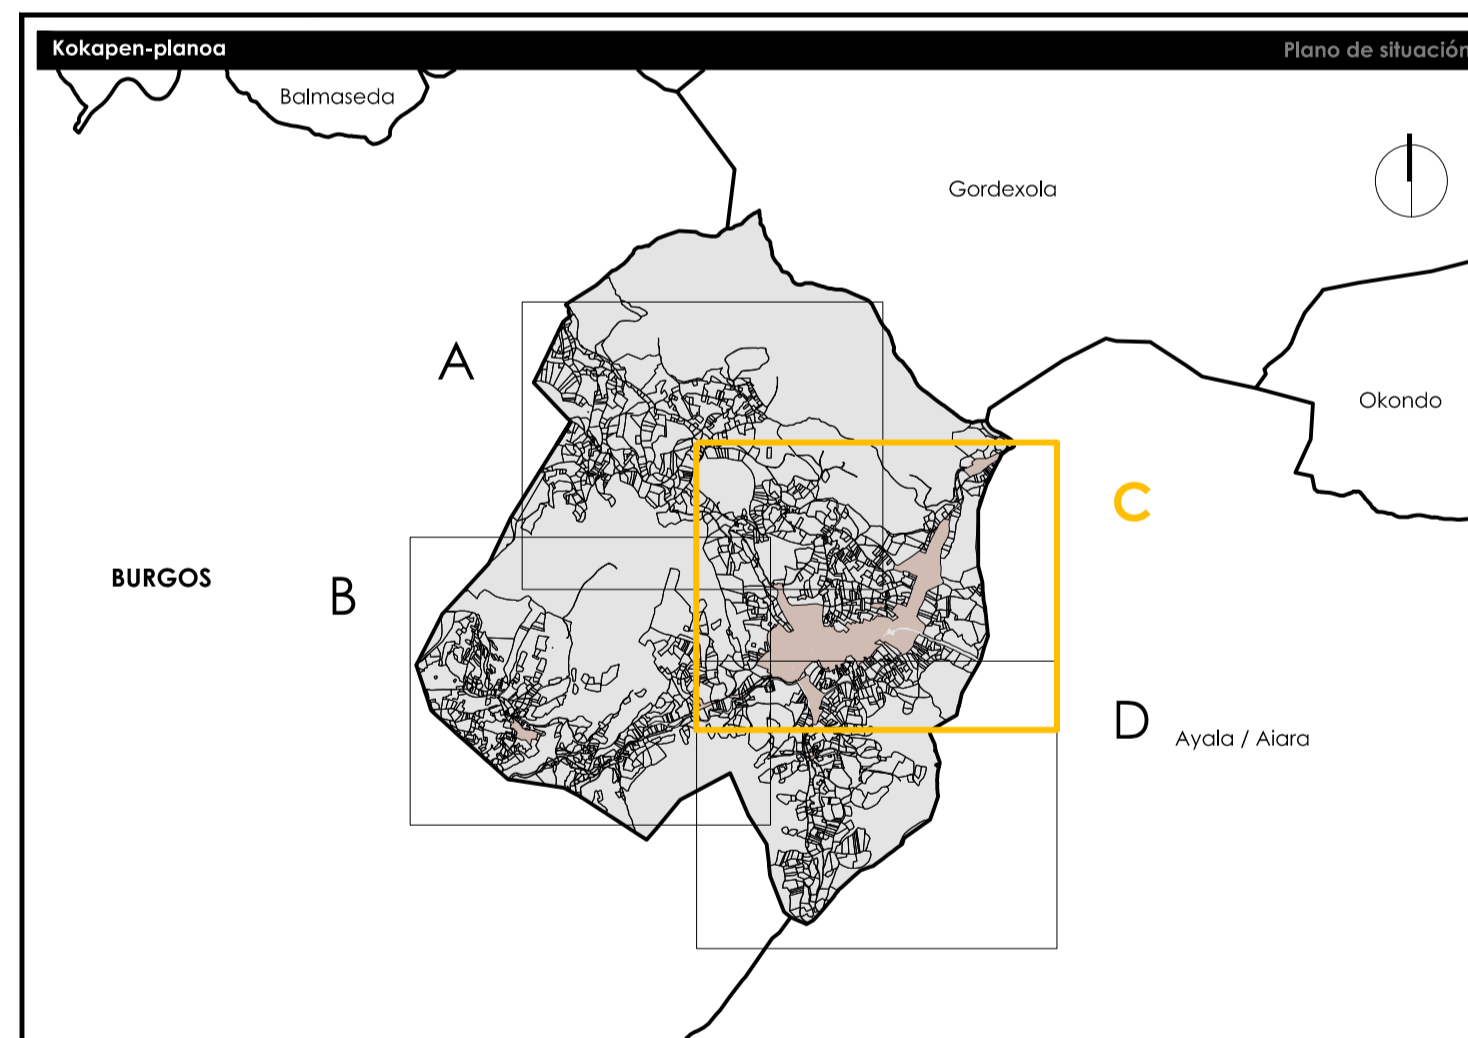 Kokapen-planoa
Plano de situación
Balmaseda
Gordexola
A
Okondo
C
BURGOS
B
D
Ayala / Aiara